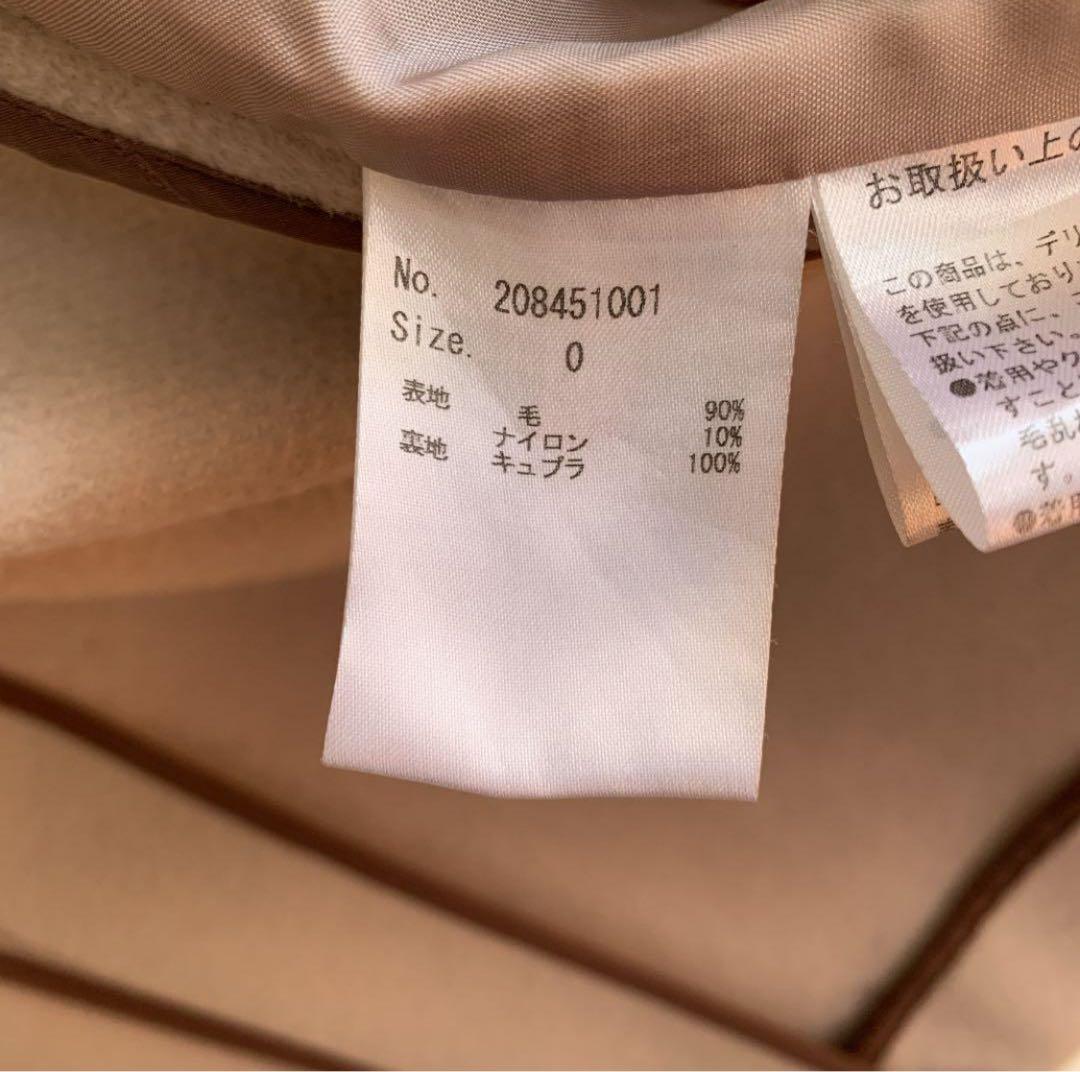 No. 208451001
Size. 0
表地 毛 90%
ナイロン 10%
裏地 キュプラ 100%
お取扱い上の
この商品は、デリ
を使用しており
下記の点に、
扱い下さい。
●着用やク
すこと
毛乱れ
す。
●着用